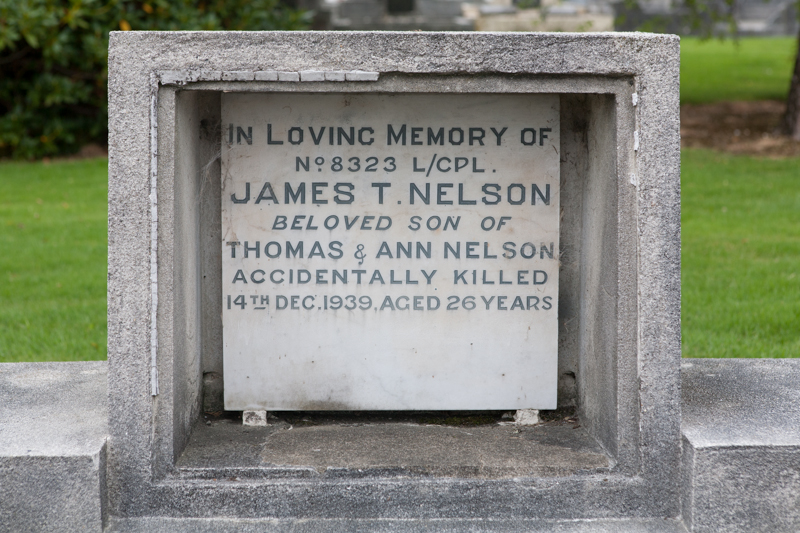 IN LOVING MEMORY OF
No. 8323 L/CPL.
JAMES T. NELSON
BELOVED SON OF
THOMAS & ANN NELSON
ACCIDENTALLY KILLED
14TH DEC. 1939, AGED 26 YEARS